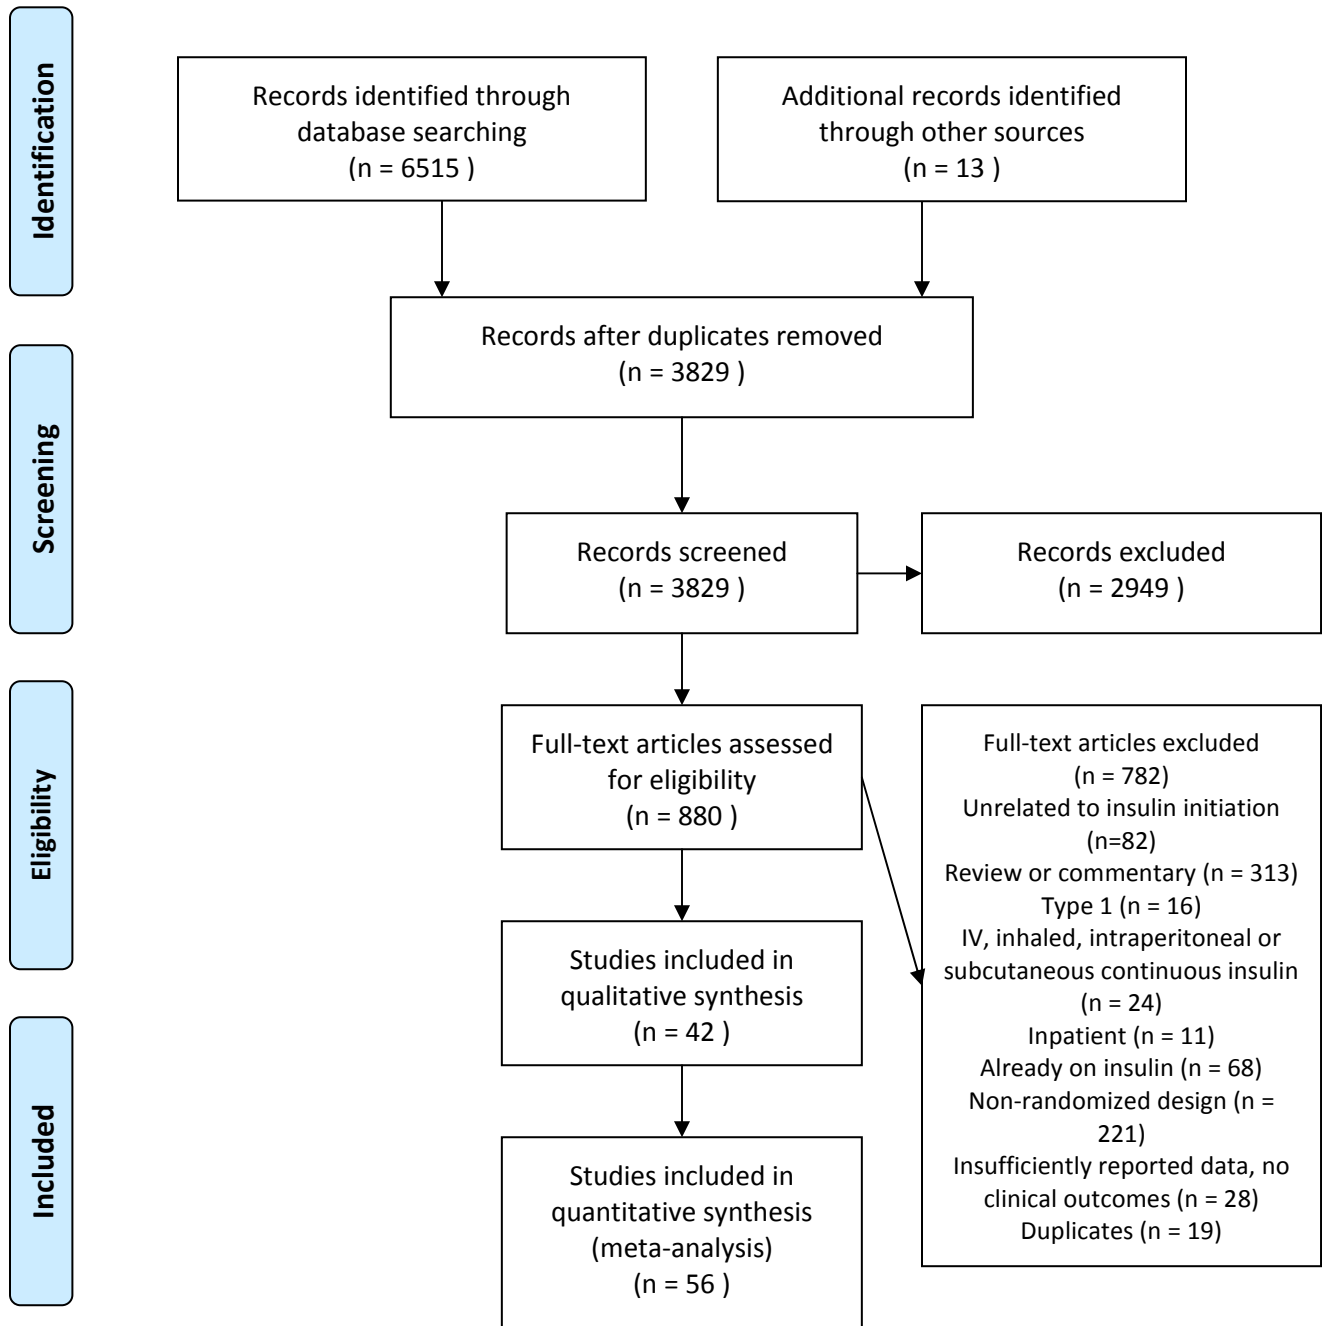 Identification
Records identified through
database searching
(n = 6515 )
Additional records identified
through other sources
(n = 13 )
Records after duplicates removed
(n = 3829 )
Screening
Records screened
(n = 3829 )
Records excluded
(n = 2949 )
Eligibility
Full-text articles assessed
for eligibility
(n = 880 )
Full-text articles excluded
(n = 782)
Unrelated to insulin initiation
(n=82)
Review or commentary (n = 313)
Type 1 (n = 16)
IV, inhaled, intraperitoneal or
subcutaneous continuous insulin
(n = 24)
Inpatient (n = 11)
Already on insulin (n = 68)
Non-randomized design (n =
221)
Insufficiently reported data, no
clinical outcomes (n = 28)
Duplicates (n = 19)
Studies included in
qualitative synthesis
(n = 42 )
Included
Studies included in
quantitative synthesis
(meta-analysis)
(n = 56 )